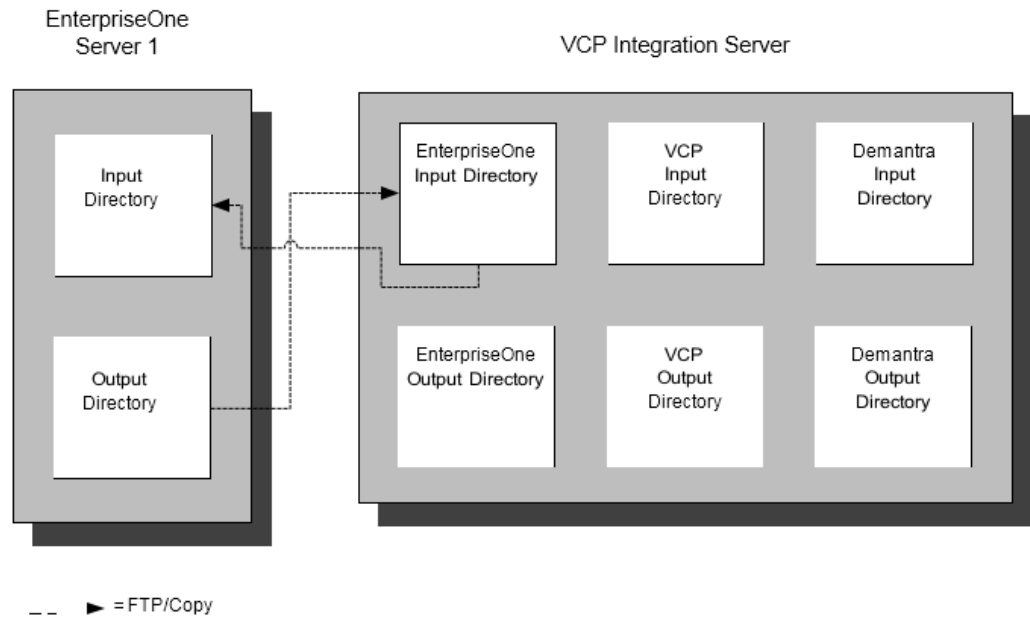 EnterpriseOne
Server 1
VCP Integration Server
Input
Directory
EnterpriseOne
Input Directory
VCP
Input
Directory
Demantra
Input
Directory
Output
Directory
EnterpriseOne
Output Directory
VCP
Output
Directory
Demantra
Output
Directory
= FTP/Copy